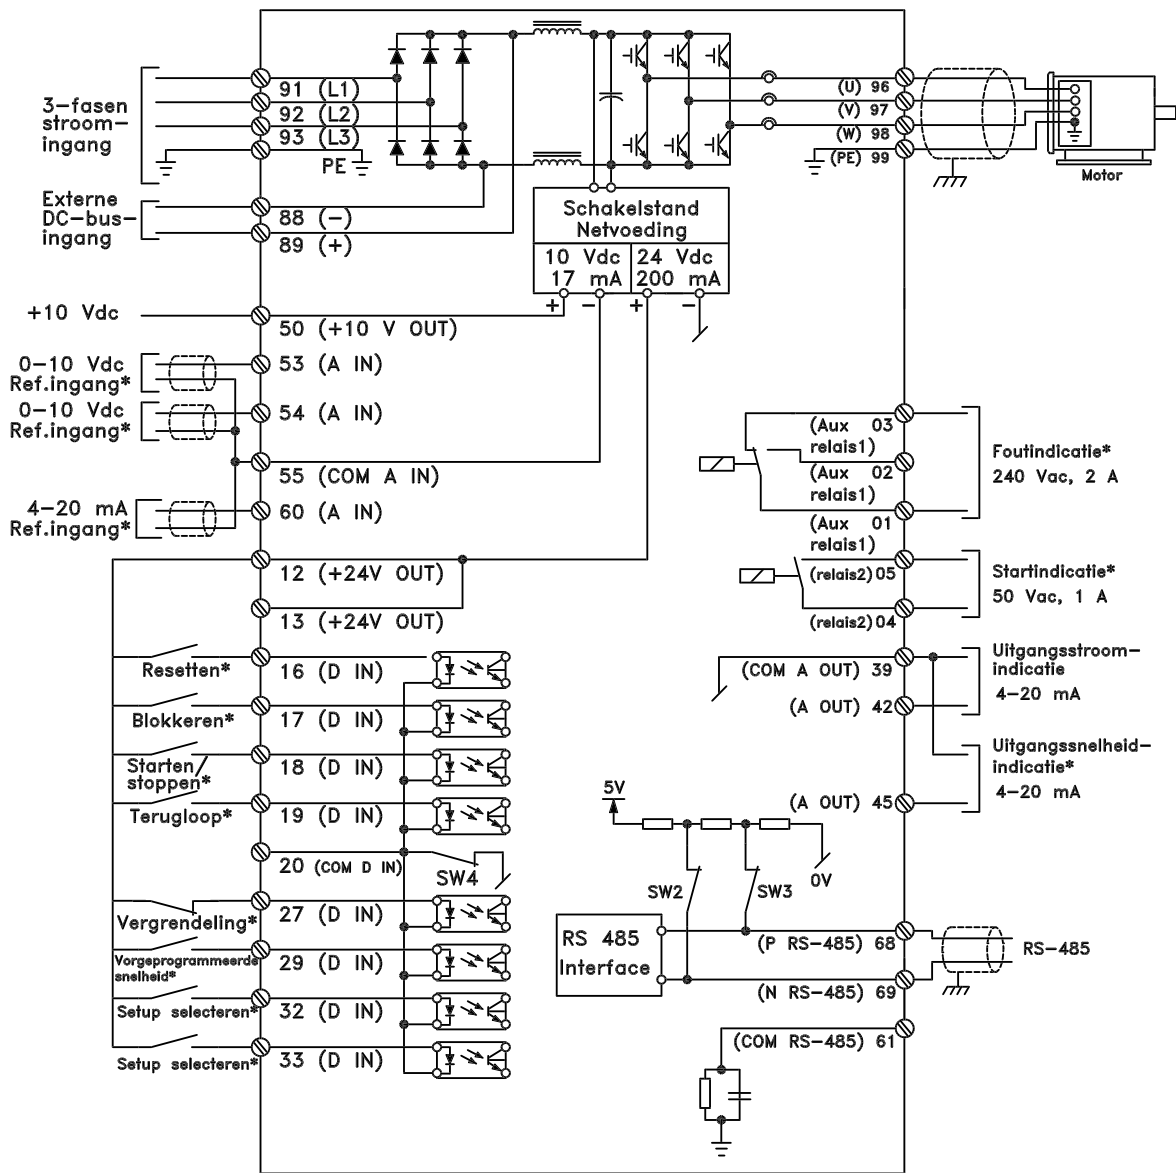 3-fasen
stroom-
ingang
91 (L1)
92 (L2)
93 (L3)
PE
Externe
DC-bus-
ingang
88 (-)
89 (+)
Schakelstand
Netvoeding
10 Vdc
17 mA
24 Vdc
200 mA
+ - + -
(U) 96
(V) 97
(W) 98
(PE) 99
Motor
+10 Vdc
50 (+10 V OUT)
0-10 Vdc
Ref.ingang*
53 (A IN)
0-10 Vdc
Ref.ingang*
54 (A IN)
55 (COM A IN)
4-20 mA
Ref.ingang*
60 (A IN)
12 (+24V OUT)
13 (+24V OUT)
Resetten*
16 (D IN)
Blokkeren*
17 (D IN)
Starten/
stoppen*
18 (D IN)
Terugloop*
19 (D IN)
20 (COM D IN)
SW4
Vergrendeling*
27 (D IN)
Vorgeprogrammeerde
snelheid*
29 (D IN)
Setup selecteren*
32 (D IN)
Setup selecteren*
33 (D IN)
(Aux 03
relais1)
(Aux 02
relais1)
(Aux 01
relais1)
Foutindicatie*
240 Vac, 2 A
(relais2) 05
(relais2) 04
Startindicatie*
50 Vac, 1 A
(COM A OUT) 39
(A OUT) 42
Uitgangsstroom-
indicatie
4-20 mA
(A OUT) 45
Uitgangssnelheid-
indicatie*
4-20 mA
5V
0V
SW2
SW3
RS 485
Interface
(P RS-485) 68
(N RS-485) 69
RS-485
(COM RS-485) 61